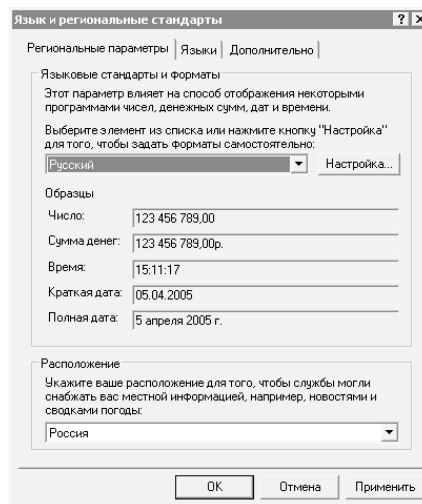 Язык и региональные стандарты
Региональные параметры Языки Дополнительно
Языковые стандарты и форматы
Этот параметр влияет на способ отображения некоторыми
программами чисел, денежных сумм, дат и времени.
Выберите элемент из списка или нажмите кнопку "Настройка"
для того, чтобы задать форматы самостоятельно:
Русский Настройка...
Образцы
Число: 123 456 789,00
Сумма денег: 123 456 789,00р.
Время: 15:11:17
Краткая дата: 05.04.2005
Полная дата: 5 апреля 2005 г.
Расположение
Укажите ваше расположение для того, чтобы службы могли
снабжать вас местной информацией, например, новостями и
сводками погоды:
Россия
OK Отмена Применить